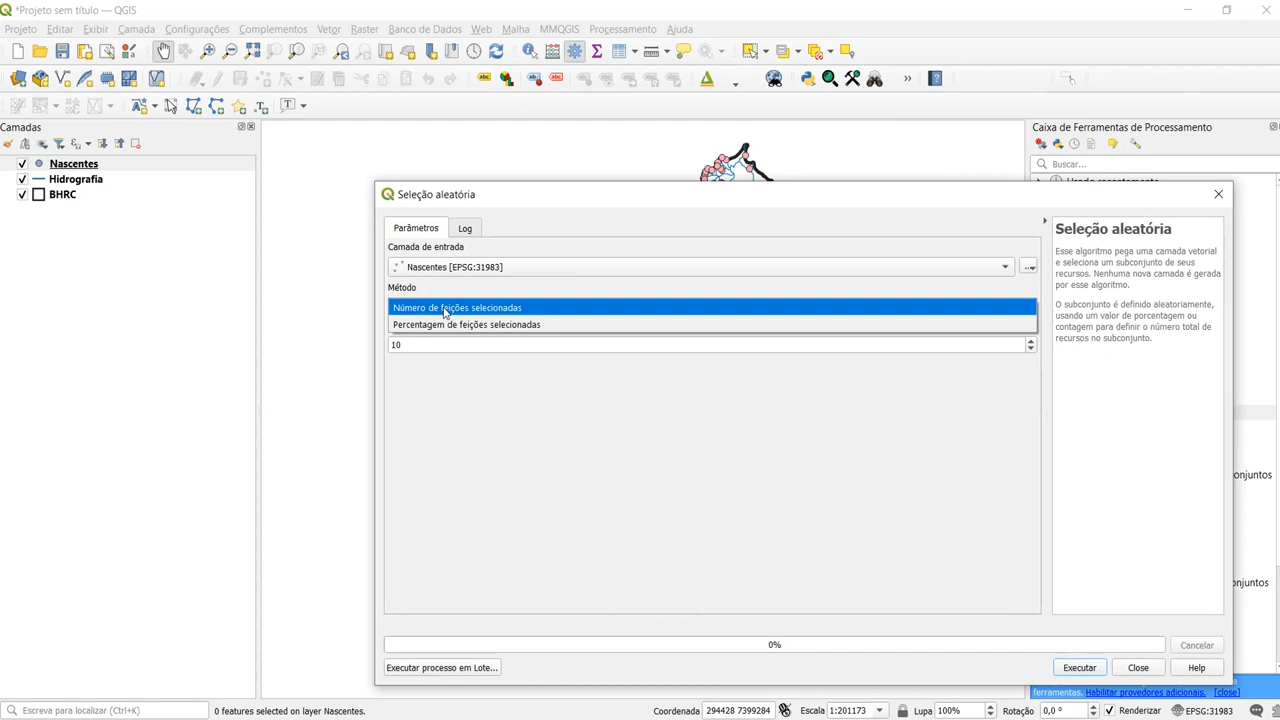 *Projeto sem título — QGIS
Projeto Editar Exibir Camada Configurações Complementos Vetor Raster Banco de Dados Web Malha MMQGIS Processamento Ajuda
Camadas
Nascentes
Hidrografia
BHRC
Caixa de Ferramentas de Processamento
Buscar...
Seleção aleatória
Parâmetros Log
Camada de entrada
Nascentes [EPSG:31983]
Método
Número de feições selecionadas
Percentagem de feições selecionadas
10
Seleção aleatória
Esse algoritmo pega uma camada vetorial
e seleciona um subconjunto de seus
recursos. Nenhuma nova camada é gerada
por esse algoritmo.
O subconjunto é definido aleatoriamente,
usando um valor de porcentagem ou
contagem para definir o número total de
recursos no subconjunto.
onjuntos
onjuntos
0%
Cancelar
Executar processo em Lote...
Executar Close Help
ferramentas. Habilitar provedores adicionais. [close]
Escreva para localizar (Ctrl+K)
0 features selected on layer Nascentes.
Coordenada 294428 7399284 Escala 1:201173 Lupa 100% Rotação 0,0 ° Renderizar EPSG:31983